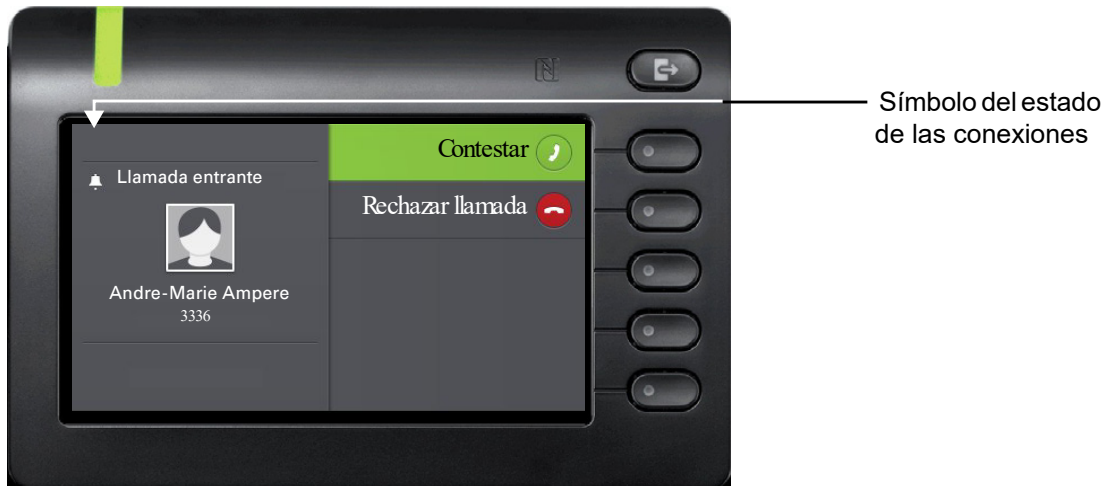 Símbolo del estado
de las conexiones
Contestar
Llamada entrante
Rechazar llamada
Andre-Marie Ampere
3336